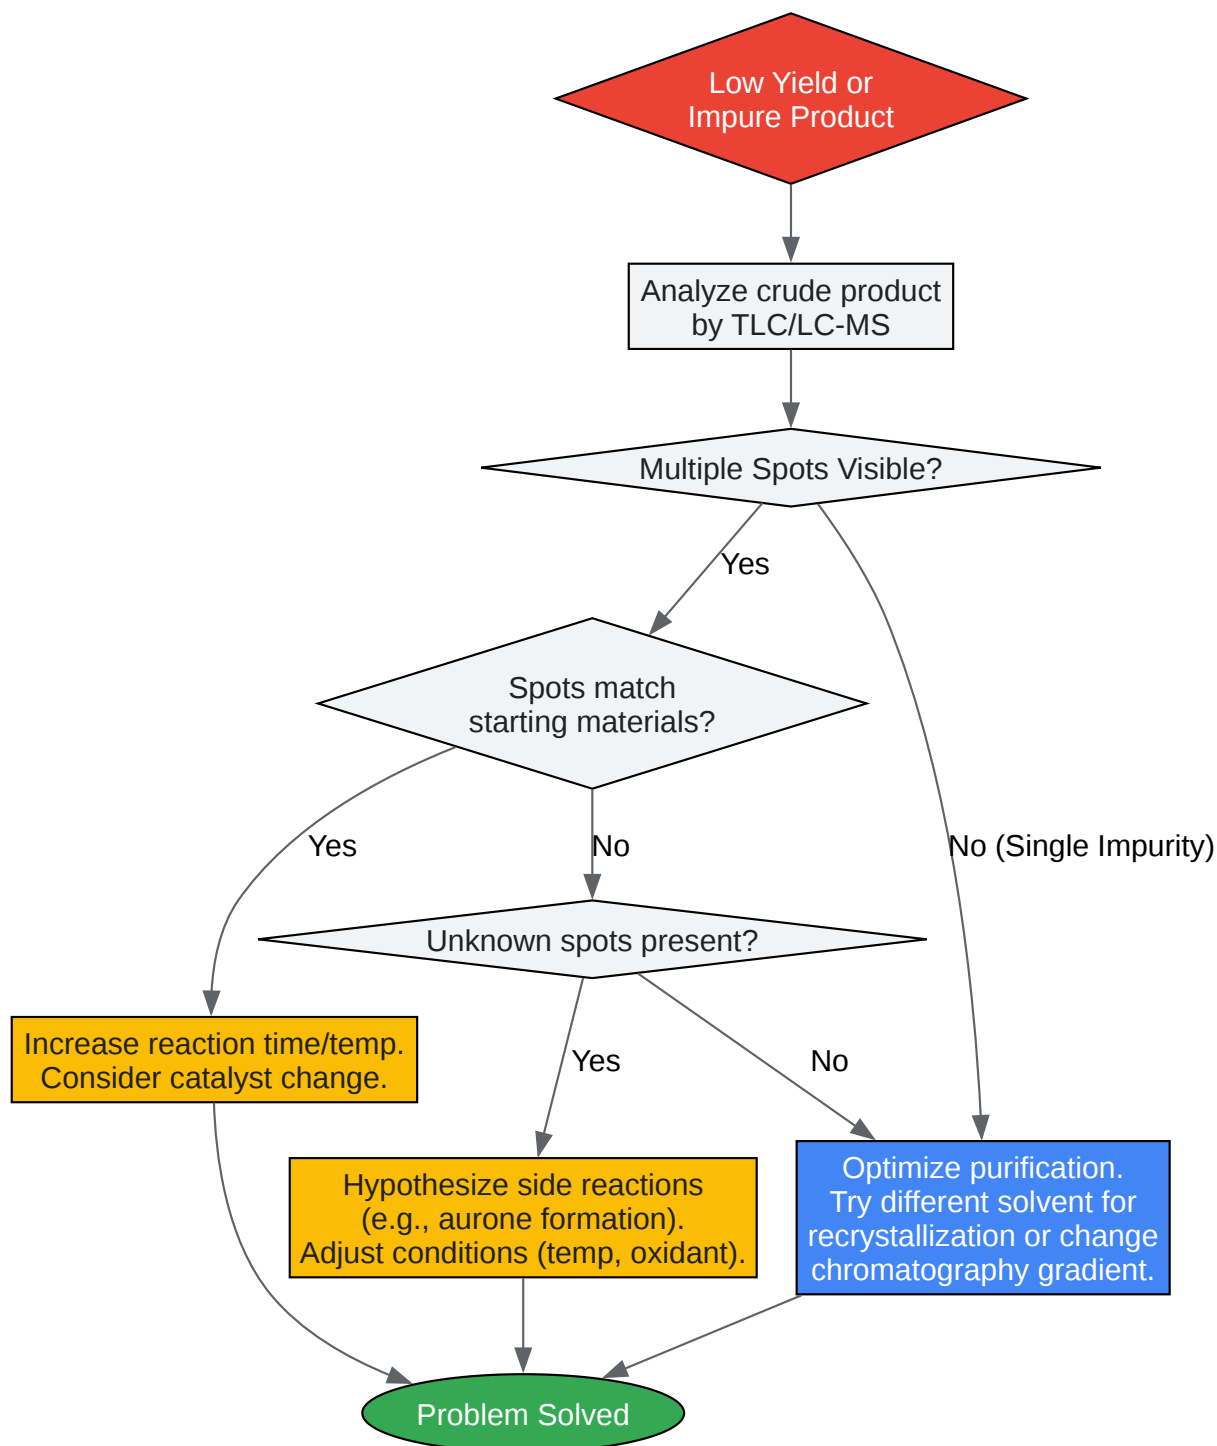 Low Yield or
Impure Product
Analyze crude product
by TLC/LC-MS
Multiple Spots Visible?
Yes
Spots match
starting materials?
Yes
No
No (Single Impurity)
Unknown spots present?
Increase reaction time/temp.
Consider catalyst change.
Yes
No
Hypothesize side reactions
(e.g., aurone formation).
Adjust conditions (temp, oxidant).
Optimize purification.
Try different solvent for
recrystallization or change
chromatography gradient.
Problem Solved